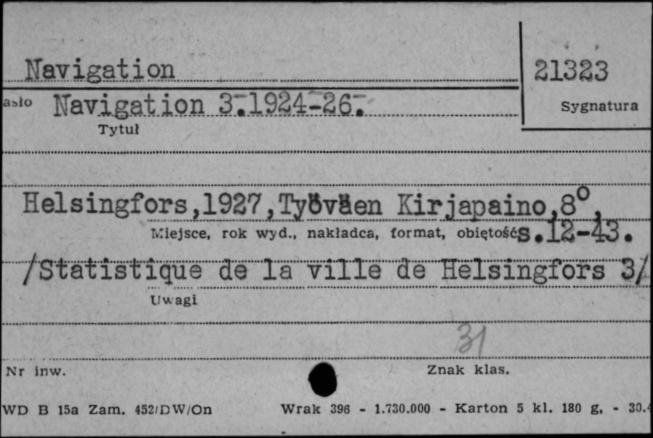 Navigation
21323
asło Navigation 3.1924-26.
Sygnatura
Tytuł
Helsingfors,1927,Työväen Kirjapaino,8°,
Miejsce, rok wyd., nakładca, format, objętość s.12-43.
/Statistique de la ville de Helsingfors 3/
Uwagi
31
Nr inw.
Znak klas.
WD B 15a Zam. 452/DW/On
Wrak 396 - 1.730.000 - Karton 5 kl. 180 g. - 30.4